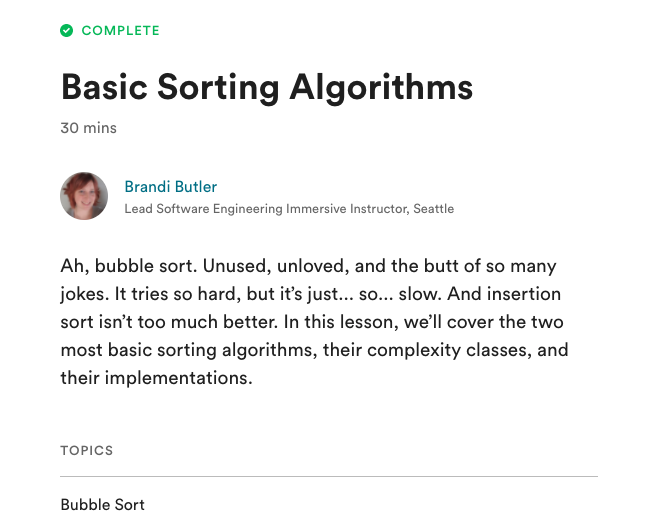 COMPLETE
Basic Sorting Algorithms
30 mins
Brandi Butler
Lead Software Engineering Immersive Instructor, Seattle
Ah, bubble sort. Unused, unloved, and the butt of so many
jokes. It tries so hard, but it’s just... so... slow. And insertion
sort isn’t too much better. In this lesson, we’ll cover the two
most basic sorting algorithms, their complexity classes, and
their implementations.
TOPICS
Bubble Sort